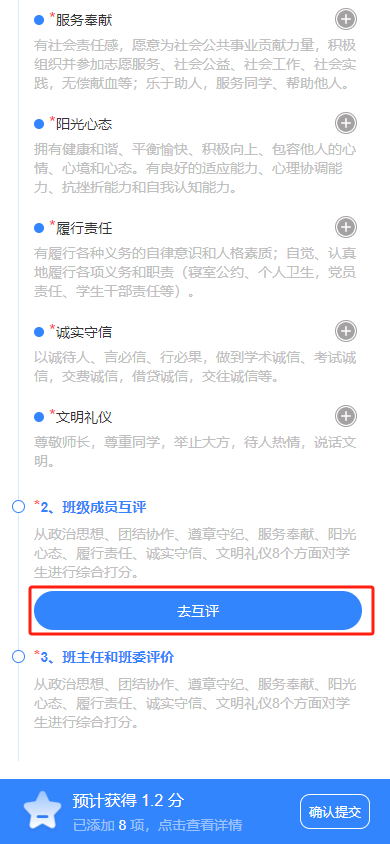 *服务奉献
有社会责任感，愿意为社会公共事业贡献力量，积极
组织并参加志愿服务、社会公益、社会工作、社会实
践，无偿献血等；乐于助人，服务同学、帮助他人。
*阳光心态
拥有健康和谐、平衡愉快、积极向上、包容他人的心
情、心境和心态。有良好的适应能力、心理协调能
力、抗挫折能力和自我认知能力。
*履行责任
有履行各种义务的自律意识和人格素质；自觉、认真
地履行各项义务和职责（寝室公约、个人卫生，党员
责任、学生干部责任等）。
*诚实守信
以诚待人、言必信、行必果，做到学术诚信、考试诚
信，交费诚信，借贷诚信，交往诚信等。
*文明礼仪
尊敬师长，尊重同学，举止大方，待人热情，说话文
明。
*2、班级成员互评
从政治思想、团结协作、遵章守纪、服务奉献、阳光
心态、履行责任、诚实守信、文明礼仪8个方面对学
生进行综合打分。
去互评
*3、班主任和班委评价
从政治思想、团结协作、遵章守纪、服务奉献、阳光
心态、履行责任、诚实守信、文明礼仪8个方面对学
生进行综合打分。
预计获得 1.2 分
已添加 8 项，点击查看详情
确认提交